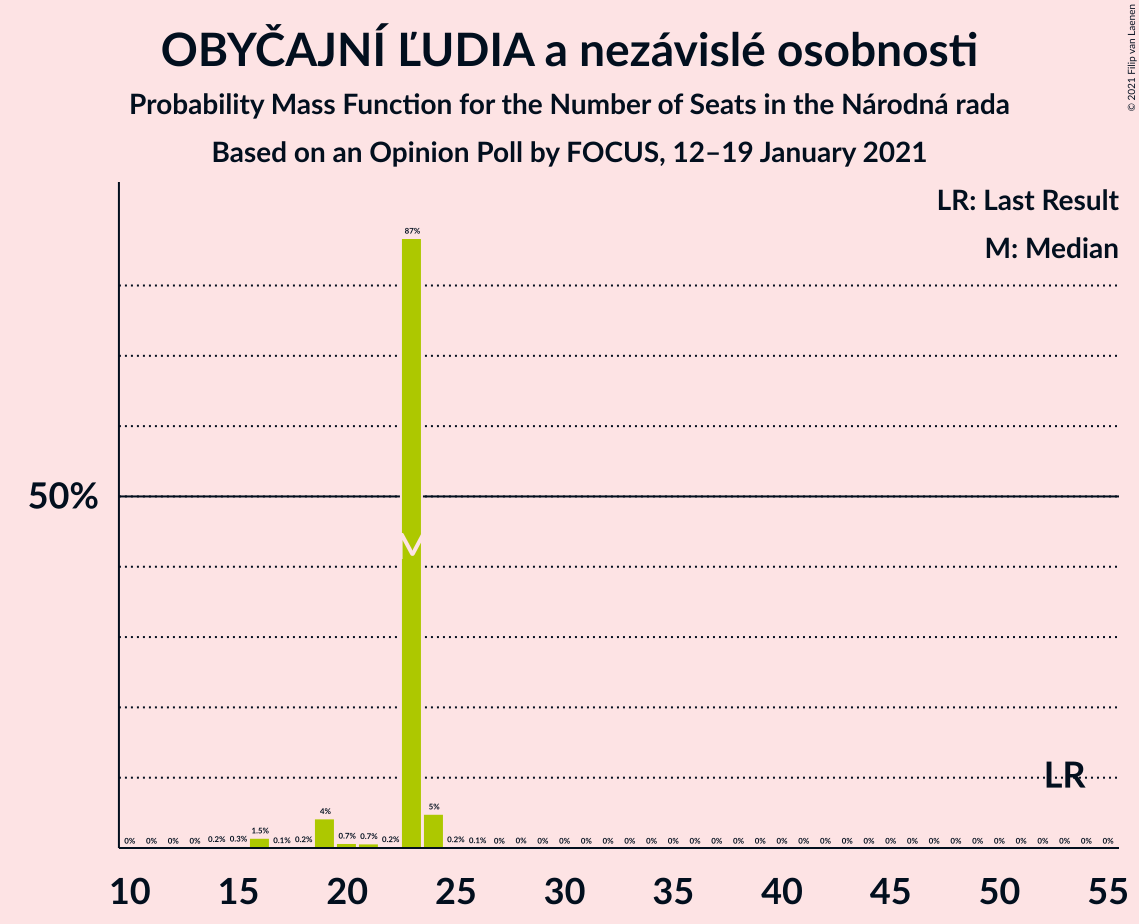 OBYČAJNÍ ĽUDIA a nezávislé osobnosti
Probability Mass Function for the Number of Seats in the Národná rada
Based on an Opinion Poll by FOCUS, 12–19 January 2021
© 2021 Filip van Laenen
LR: Last Result
M: Median
87%
50%
M
LR
0% 0% 0% 0% 0.2% 0.3% 1.5% 0.1% 0.2% 4% 0.7% 0.7% 0.2% 5% 0.2% 0.1% 0% 0% 0% 0% 0% 0% 0% 0% 0% 0% 0% 0% 0% 0% 0% 0% 0% 0% 0% 0% 0% 0% 0% 0% 0% 0% 0% 0% 0%
10 15 20 25 30 35 40 45 50 55